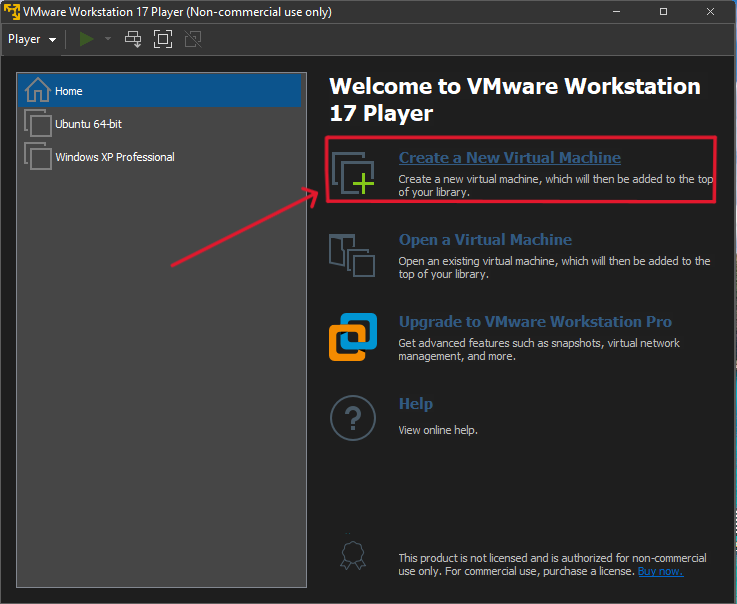 VMware Workstation 17 Player (Non-commercial use only)
Player
Home
Ubuntu 64-bit
Windows XP Professional
Welcome to VMware Workstation
17 Player
Create a New Virtual Machine
Create a new virtual machine, which will then be added to the top
of your library.
Open a Virtual Machine
Open an existing virtual machine, which will then be added to the
top of your library.
Upgrade to VMware Workstation Pro
Get advanced features such as snapshots, virtual network
management, and more.
Help
View online help.
This product is not licensed and is authorized for non-commercial
use only. For commercial use, purchase a license. Buy now.